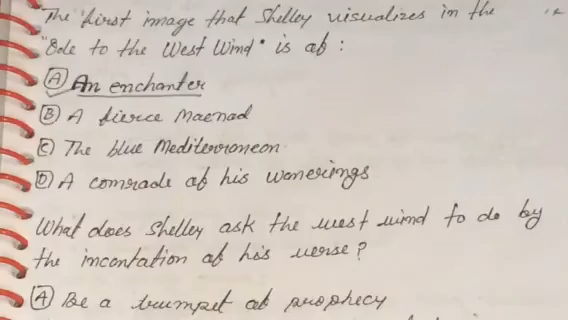 The first image that Shelley visualizes in the
"Ode to the West Wind" is of :
(A) An enchanter
(B) A fierce Maenad
(C) The blue Mediterranean
(D) A comrade of his wanerings
What does Shelley ask the west wind to do by
the incantation of his verse?
(A) Be a trumpet of prophecy